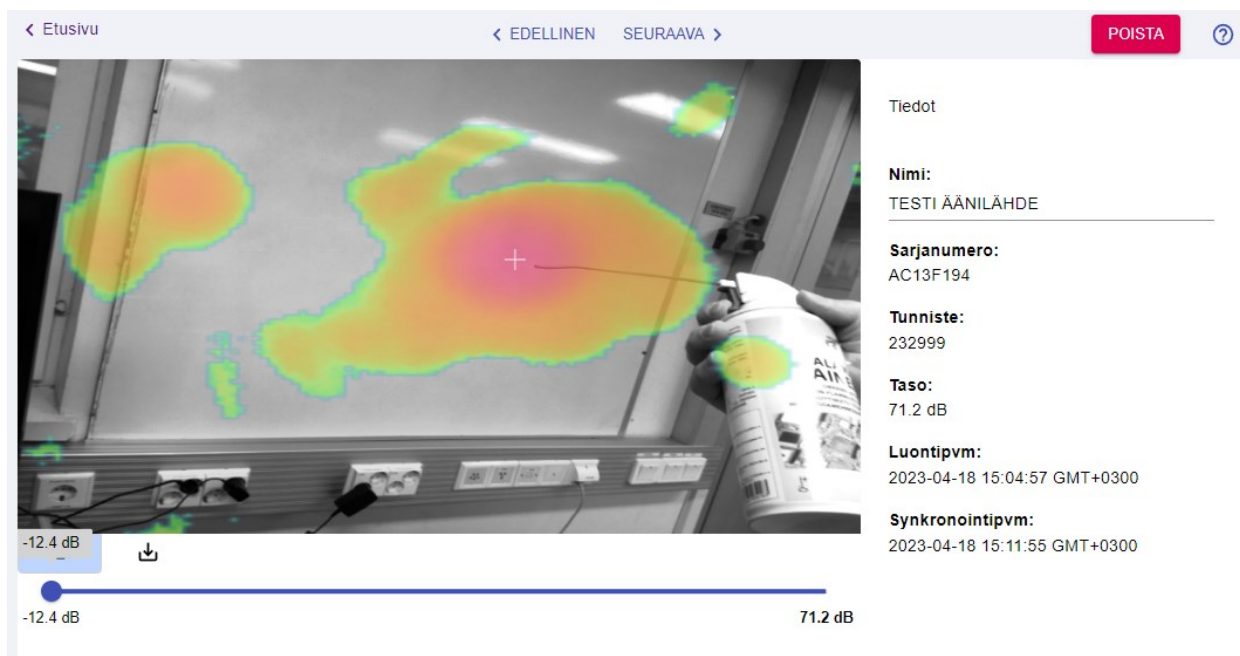 Etusivu
EDELLINEN SEURAAVA
POISTA
Tiedot
Nimi:
TESTI ÄÄNILÄHDE
Sarjanumero:
AC13F194
Tunniste:
232999
Taso:
71.2 dB
Luontipvm:
2023-04-18 15:04:57 GMT+0300
Synkronointipvm:
2023-04-18 15:11:55 GMT+0300
-12.4 dB
-12.4 dB
71.2 dB